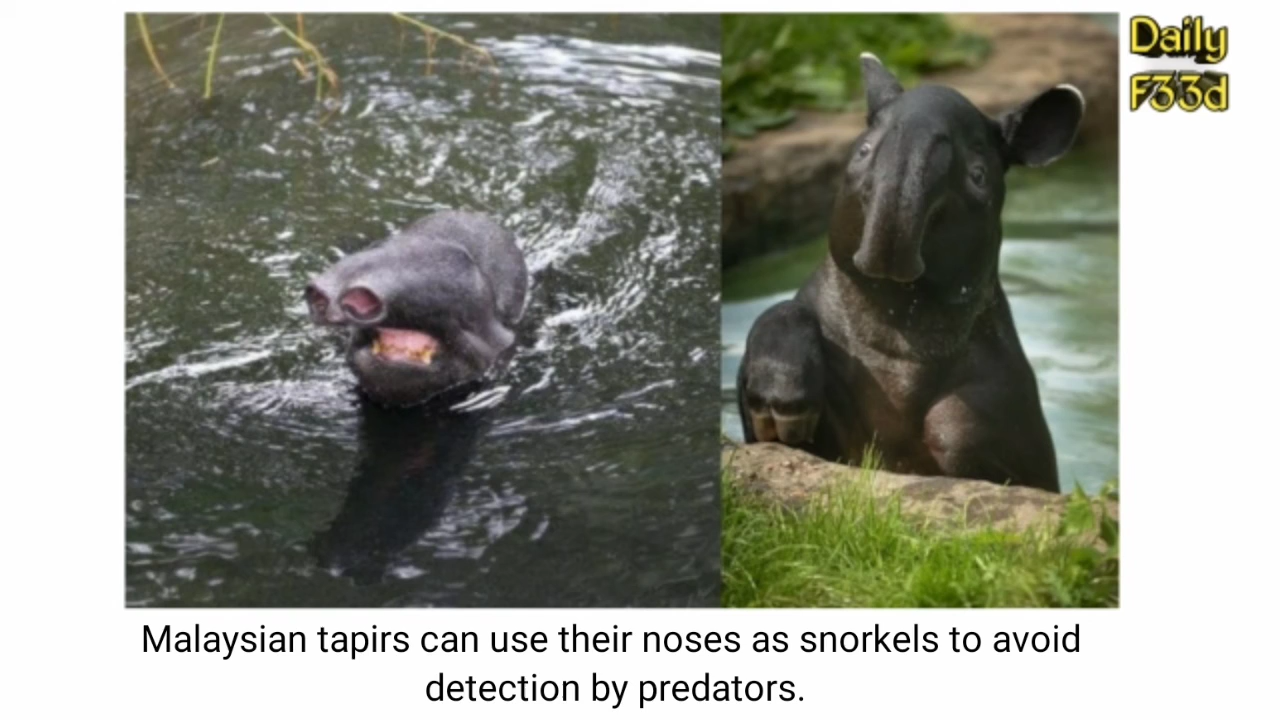 Daily
F33d
Malaysian tapirs can use their noses as snorkels to avoid
detection by predators.